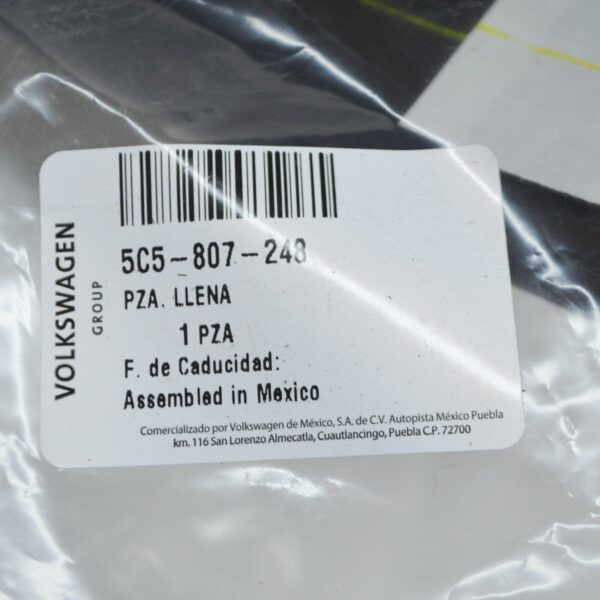 VOLKSWAGEN
GROUP
5C5-807-248
PZA. LLENA
1 PZA
F. de Caducidad:
Assembled in Mexico
Comercializado por Volkswagen de México, S.A. de C.V. Autopista México Puebla
km. 116 San Lorenzo Almecatla, Cuautlancingo, Puebla C.P. 72700